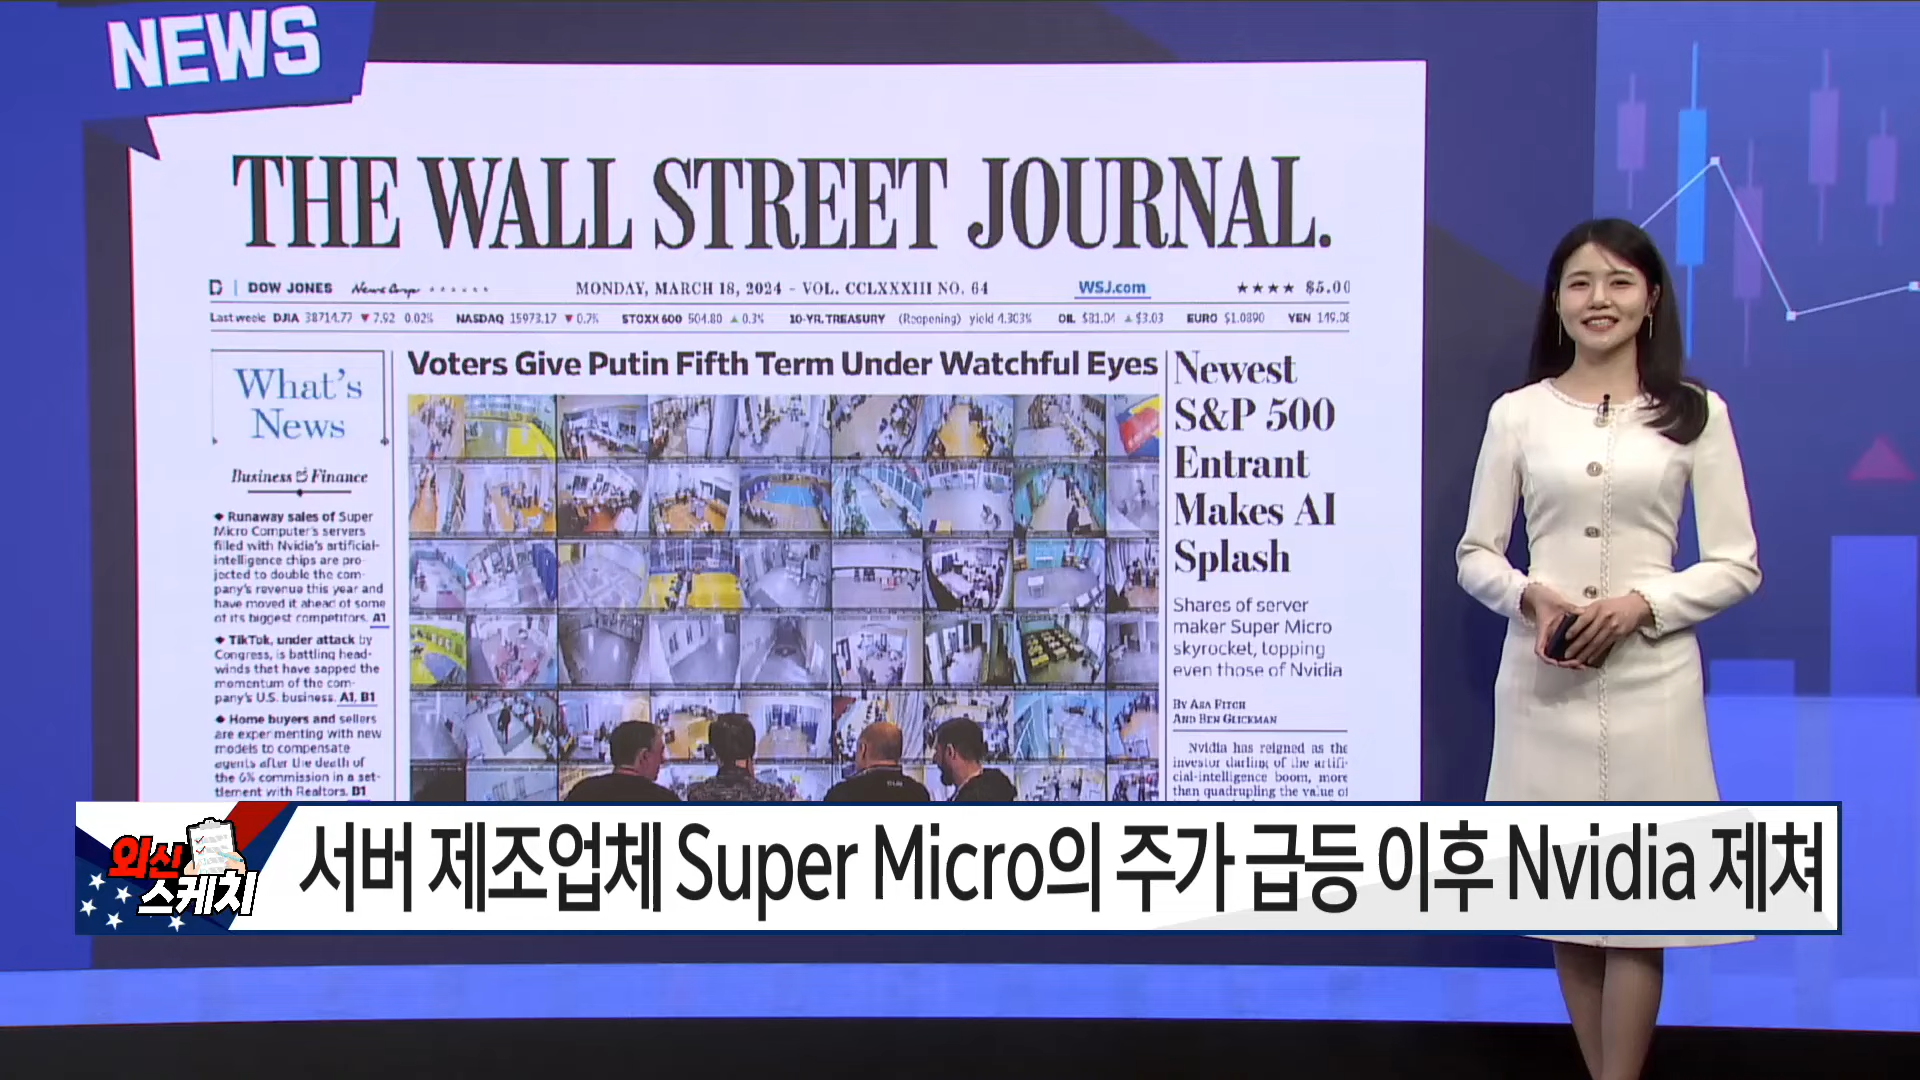 NEWS
THE WALL STREET JOURNAL.
DOW JONES
MONDAY, MARCH 18, 2024 - VOL. CCLXXXIII NO. 64
WSJ.com
★★★★ $5.00
Last week: DJIA 38714.77 ▼ 7.92 0.02% NASDAQ 15973.17 ▼ 0.7% STOXX 600 504.80 ▲ 0.3% 10-YR. TREASURY (Reopening) yield 4.303% OIL $81.04 ▲ $3.03 EURO $1.0890 YEN 149.08
What's
News
Business & Finance
◆ Runaway sales of Super
Micro Computer's servers
filled with Nvidia's artificial-
intelligence chips are pro-
jected to double the com-
pany's revenue this year and
have moved it ahead of some
of its biggest competitors. A1
◆ TikTok, under attack by
Congress, is battling head-
winds that have sapped the
momentum of the com-
pany's U.S. business. A1, B1
◆ Home buyers and sellers
are experimenting with new
models to compensate
agents after the death of
the 6% commission in a set-
tlement with Realtors. B1
Voters Give Putin Fifth Term Under Watchful Eyes
Newest
S&P 500
Entrant
Makes AI
Splash
Shares of server
maker Super Micro
skyrocket, topping
even those of Nvidia
BY ASA FITCH
AND BEN GLICKMAN
Nvidia has reigned as the
investor darling of the artifi-
cial-intelligence boom, more
than quadrupling the value of
외신
스케치
서버 제조업체 Super Micro의 주가 급등 이후 Nvidia 제쳐